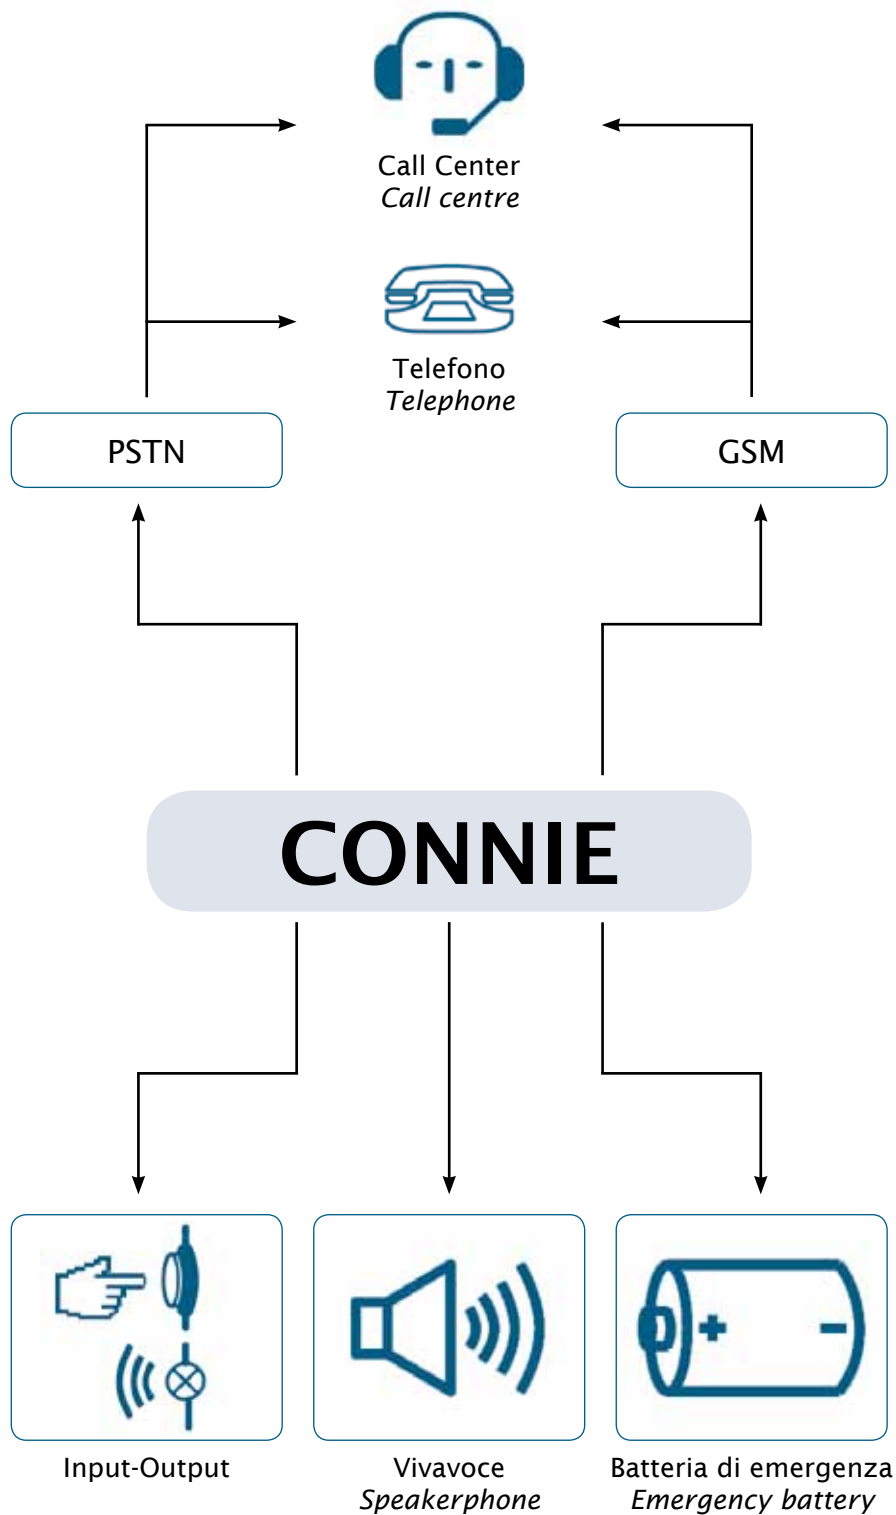 Call Center
Call centre
Telefono
Telephone
PSTN
GSM
CONNIE
Input-Output
Vivavoce
Speakerphone
Batteria di emergenza
Emergency battery